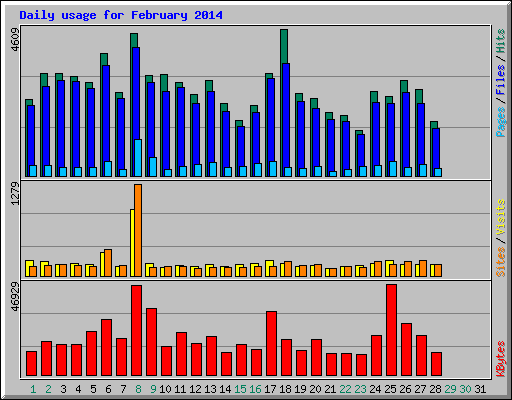 Daily usage for February 2014
4609
Pages / Files / Hits
1279
Sites / Visits
46929
KBytes
1 2 3 4 5 6 7 8 9 10 11 12 13 14 15 16 17 18 19 20 21 22 23 24 25 26 27 28 29 30 31